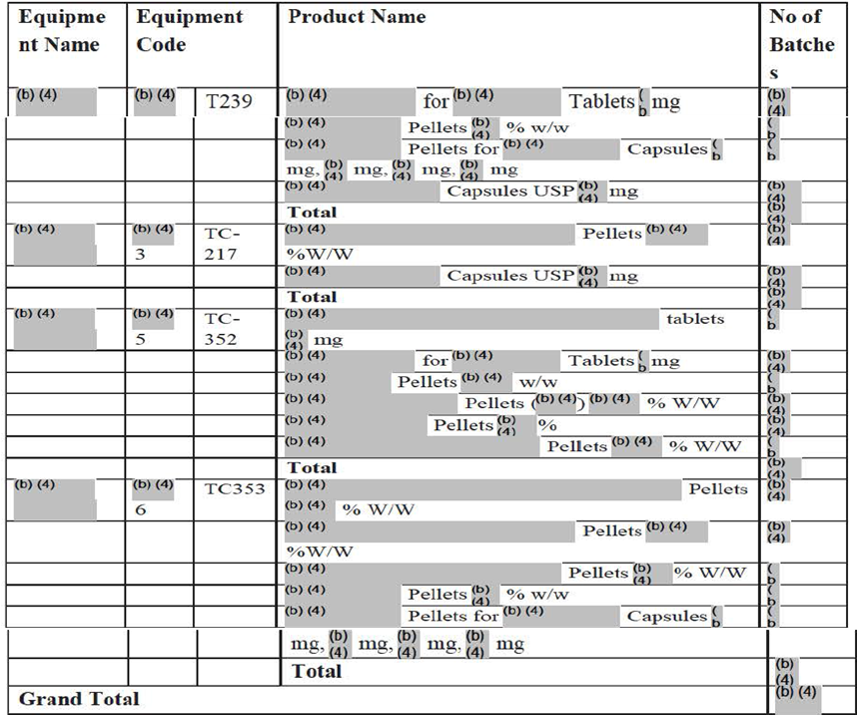 Equipme Equipment Product Name No of
nt Name Code Batche
s
(b) (4) (b) (4) T239 (b) (4) for (b) (4) Tablets ( b mg (b) (4)
(b) (4) Pellets (b) (4) % w/w ( b
(b) (4) Pellets for (b) (4) Capsules ( b ( b
mg, (b) (4) mg, (b) (4) mg, (b) (4) mg
(b) (4) Capsules USP (b) (4) mg (b) (4)
Total (b) (4)
(b) (4) (b) (4) TC- (b) (4) Pellets (b) (4) (b) (4)
3 217 %W/W
(b) (4) Capsules USP (b) (4) mg (b) (4)
Total (b) (4)
(b) (4) (b) (4) TC- (b) (4) tablets ( b
5 352 (b) (4) mg
(b) (4) for (b) (4) Tablets ( b mg (b) (4)
(b) (4) Pellets (b) (4) w/w ( b
(b) (4) Pellets ((b) (4)) (b) (4) % W/W (b) (4)
(b) (4) Pellets (b) (4) % (b) (4)
(b) (4) Pellets (b) (4) % W/W ( b
Total (b) (4)
(b) (4) (b) (4) TC353 (b) (4) Pellets (b) (4)
6 (b) (4) % W/W
(b) (4) Pellets (b) (4) (b) (4)
%W/W
(b) (4) Pellets (b) (4) % W/W ( b
(b) (4) Pellets (b) (4) % w/w ( b
(b) (4) Pellets for (b) (4) Capsules ( b ( b
mg, (b) (4) mg, (b) (4) mg, (b) (4) mg
Total (b) (4)
Grand Total (b) (4)